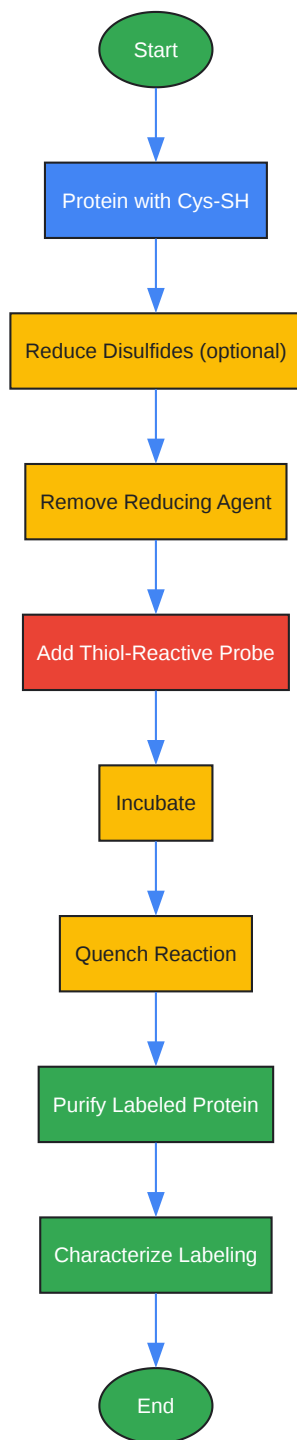 Start
Protein with Cys-SH
Reduce Disulfides (optional)
Remove Reducing Agent
Add Thiol-Reactive Probe
Incubate
Quench Reaction
Purify Labeled Protein
Characterize Labeling
End